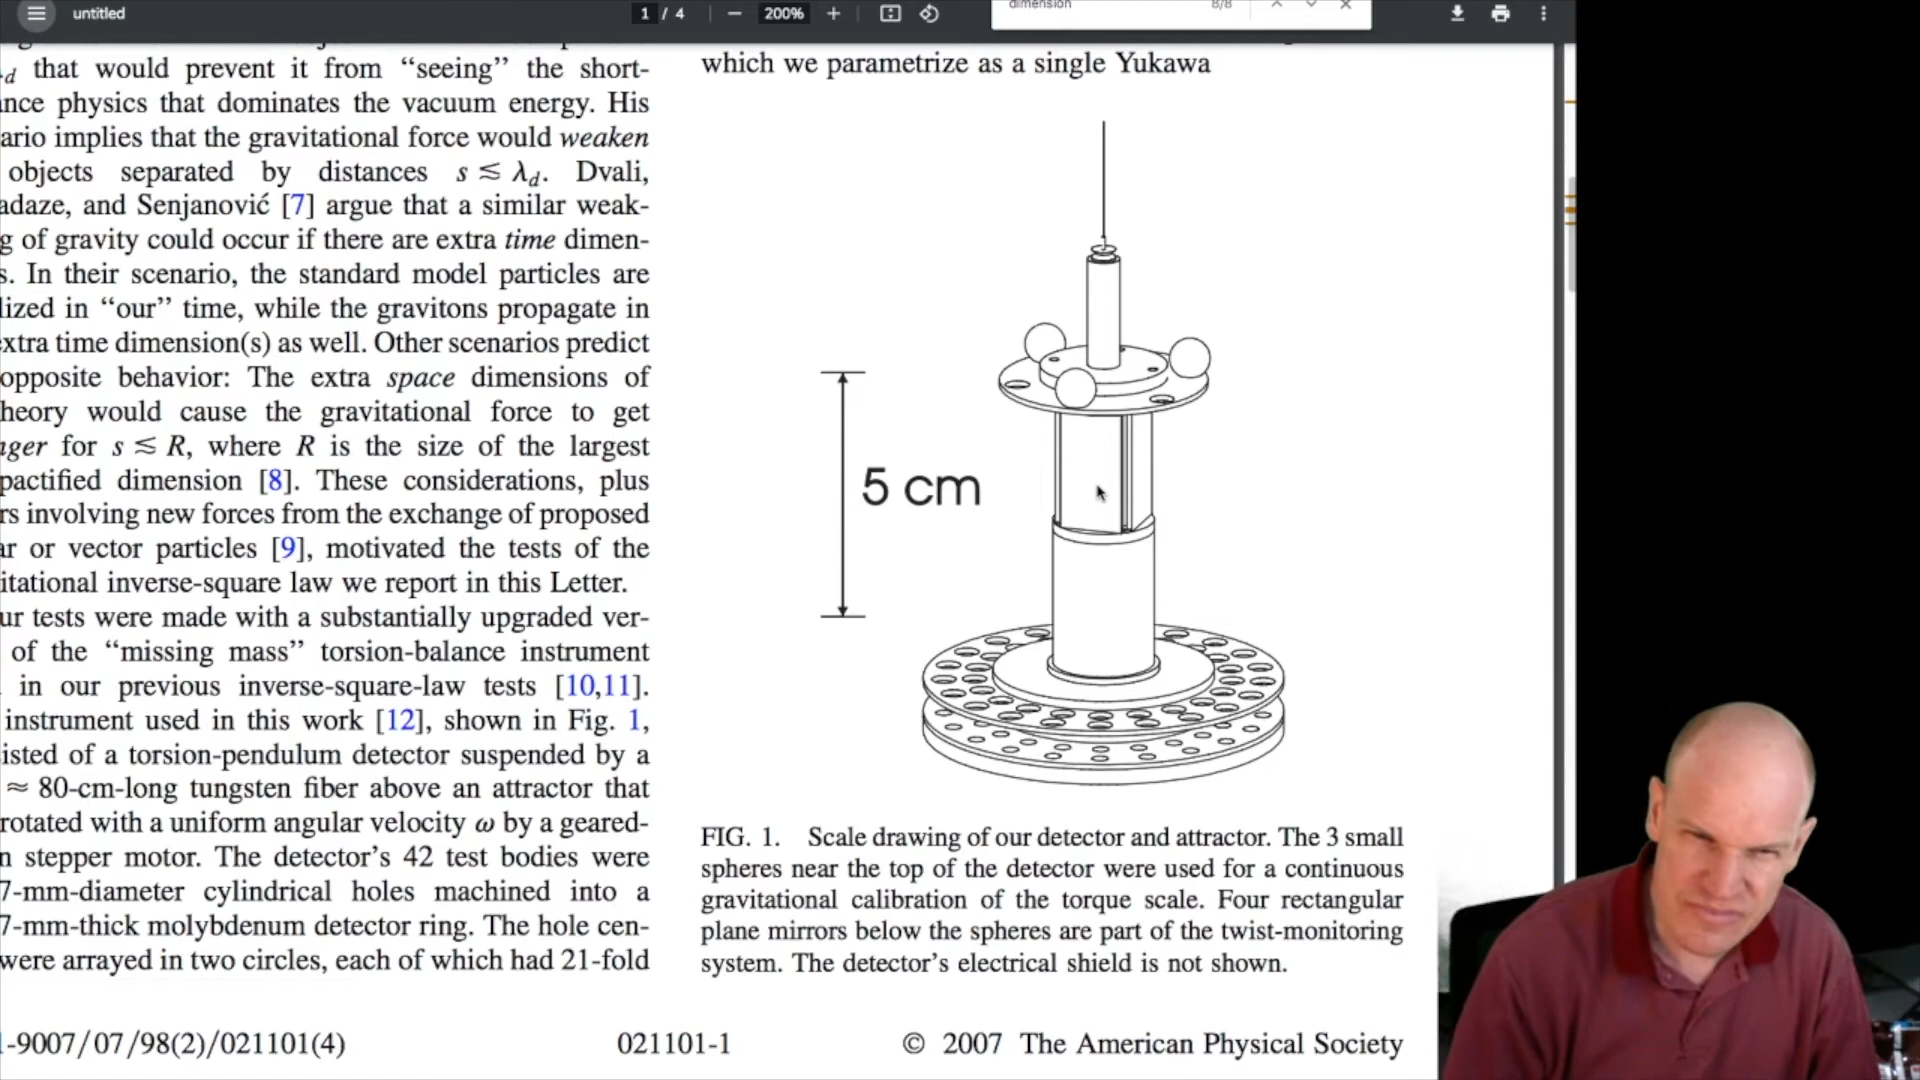 untitled
1 / 4
200%
dimension
8/8
d that would prevent it from “seeing” the short-
physics that dominates the vacuum energy. His
implies that the gravitational force would weaken
objects separated by distances s ≲ λd. Dvali,
and Senjanović [7] argue that a similar weak-
of gravity could occur if there are extra time dimen-
In their scenario, the standard model particles are
in “our” time, while the gravitons propagate in
time dimension(s) as well. Other scenarios predict
opposite behavior: The extra space dimensions of
would cause the gravitational force to get
for s ≲ R, where R is the size of the largest
dimension [8]. These considerations, plus
involving new forces from the exchange of proposed
or vector particles [9], motivated the tests of the
inverse-square law we report in this Letter.
tests were made with a substantially upgraded ver-
of the “missing mass” torsion-balance instrument
in our previous inverse-square-law tests [10,11].
instrument used in this work [12], shown in Fig. 1,
of a torsion-pendulum detector suspended by a
≈ 80-cm-long tungsten fiber above an attractor that
rotated with a uniform angular velocity ω by a geared-
stepper motor. The detector’s 42 test bodies were
7-mm-diameter cylindrical holes machined into a
7-mm-thick molybdenum detector ring. The hole cen-
were arrayed in two circles, each of which had 21-fold
which we parametrize as a single Yukawa
5 cm
FIG. 1. Scale drawing of our detector and attractor. The 3 small
spheres near the top of the detector were used for a continuous
gravitational calibration of the torque scale. Four rectangular
plane mirrors below the spheres are part of the twist-monitoring
system. The detector’s electrical shield is not shown.
-9007/07/98(2)/021101(4)
021101-1
© 2007 The American Physical Society